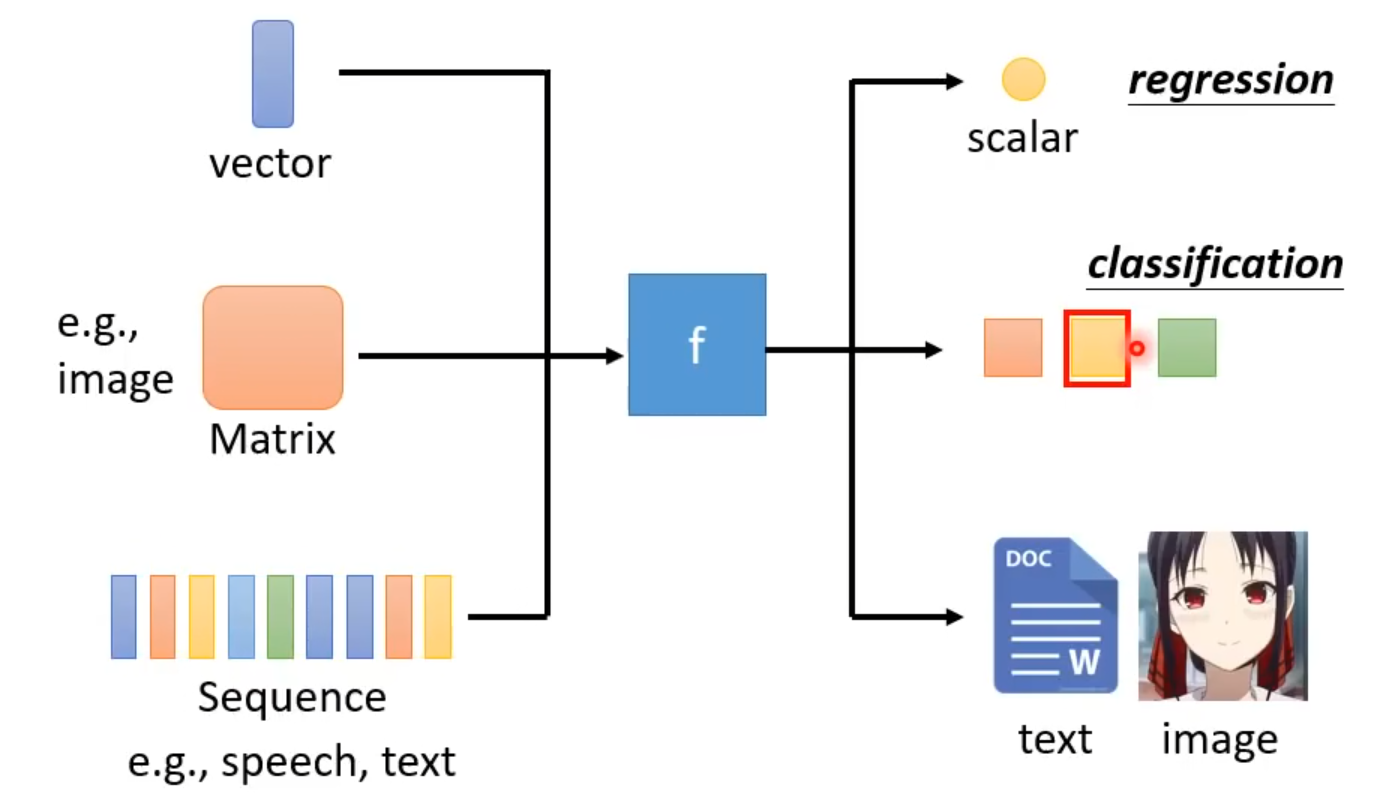 vector
e.g.,
image
Matrix
Sequence
e.g., speech, text
f
scalar
regression
classification
DOC
W
text
image